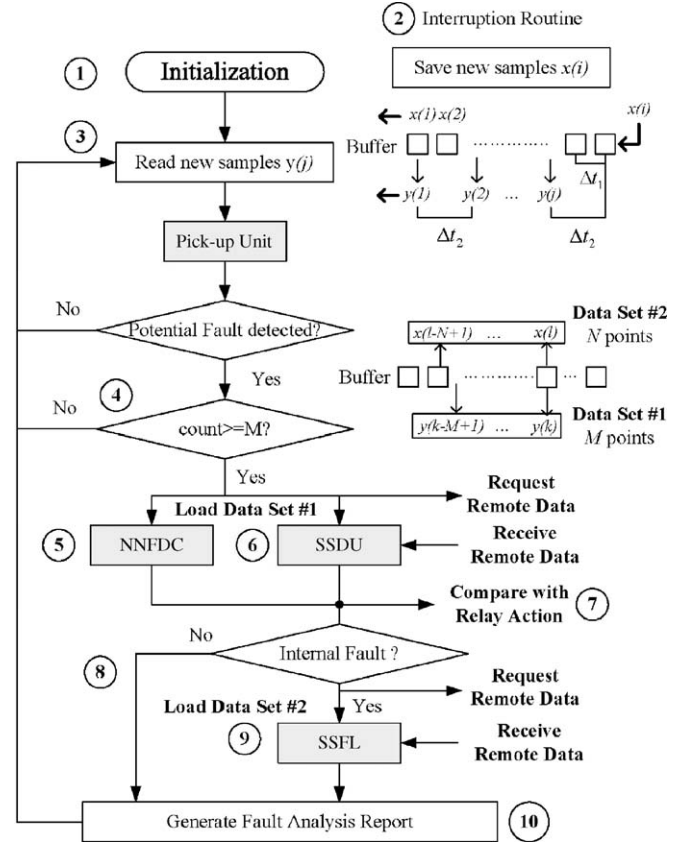 2 Interruption Routine
1 Initialization
Save new samples x(i)
3
x(1) x(2)
x(i)
Read new samples y(j)
Buffer
Δt1
y(1) y(2) ... y(j)
Pick-up Unit
Δt2 Δt2
No
Potential Fault detected?
Data Set #2
x(l-N+1) ... x(l)
N points
Yes
Buffer
4
No
count>=M?
Data Set #1
y(k-M+1) ... y(k)
M points
Yes
Request
Remote Data
Load Data Set #1
5 NNFDC
6 SSDU
Receive
Remote Data
Compare with
Relay Action
7
No
Internal Fault ?
8
Request
Remote Data
Yes
Load Data Set #2
9 SSFL
Receive
Remote Data
Generate Fault Analysis Report
10